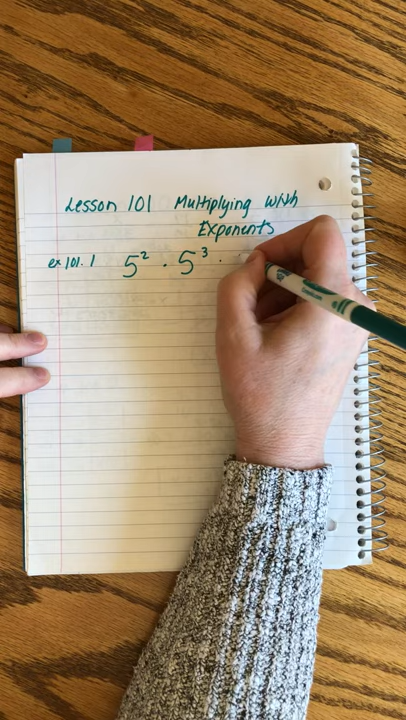 Lesson 101 Multiplying with
Exponents
ex 101.1 5² · 5³ ·